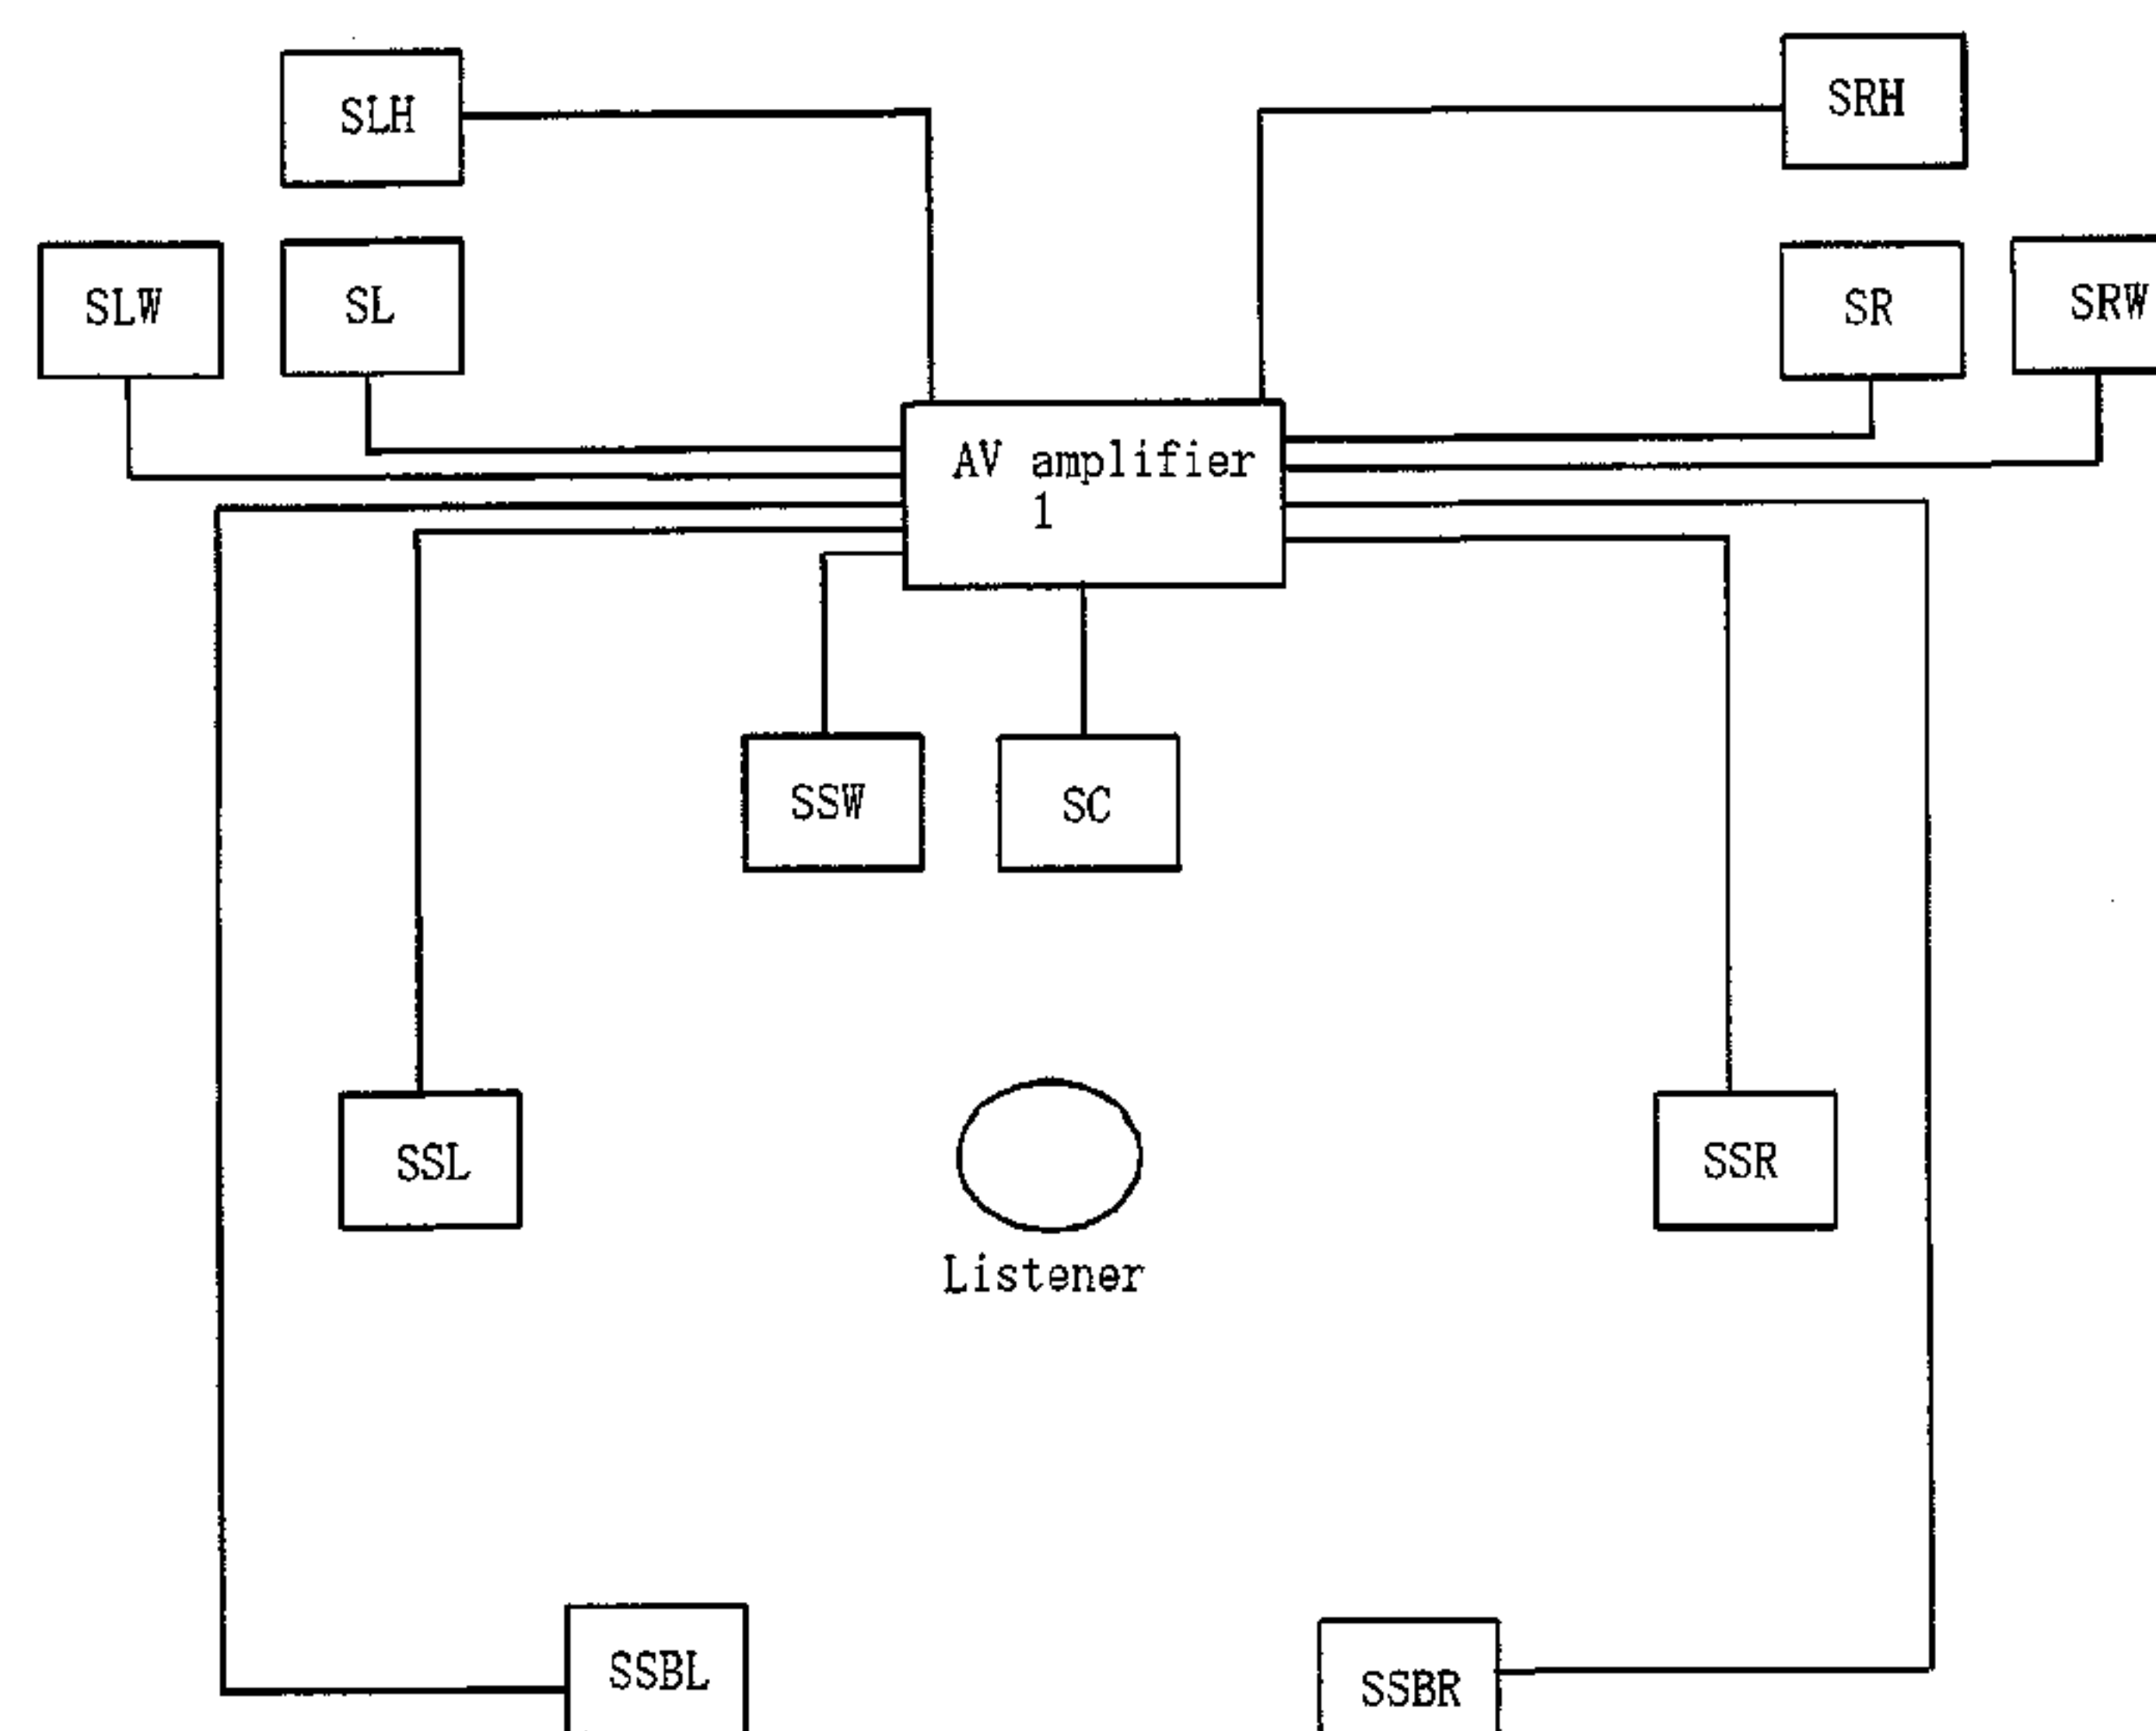 SLH
SRH
SLW
SL
SR
SRW
AV amplifier
1
SSW
SC
SSL
SSR
Listener
SSBL
SSBR